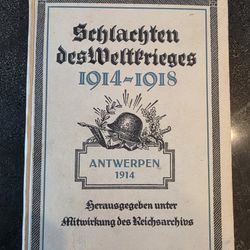 Schlachten
des Weltkrieges
1914-1918
ANTWERPEN
1914
Herausgegeben unter
Mitwirkung des Reichsarchivs